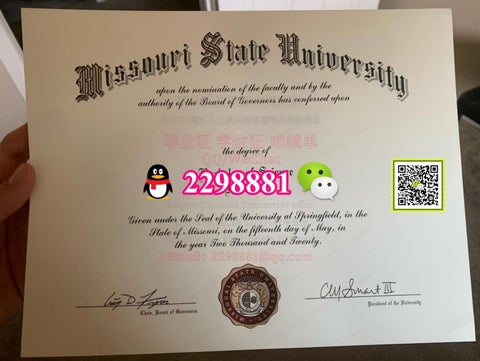 Missouri State University
upon the nomination of the faculty and by the
authority of the Board of Governors has conferred upon
毕业证 学位证 成绩单
QQ/WeChat
the degree of
2298881
Given under the Seal of the University at Springfield, in the
State of Missouri, on the fifteenth day of May, in
the year Two Thousand and Twenty.
Email: 2298881@qq.com
Chair, Board of Governors
President of the University